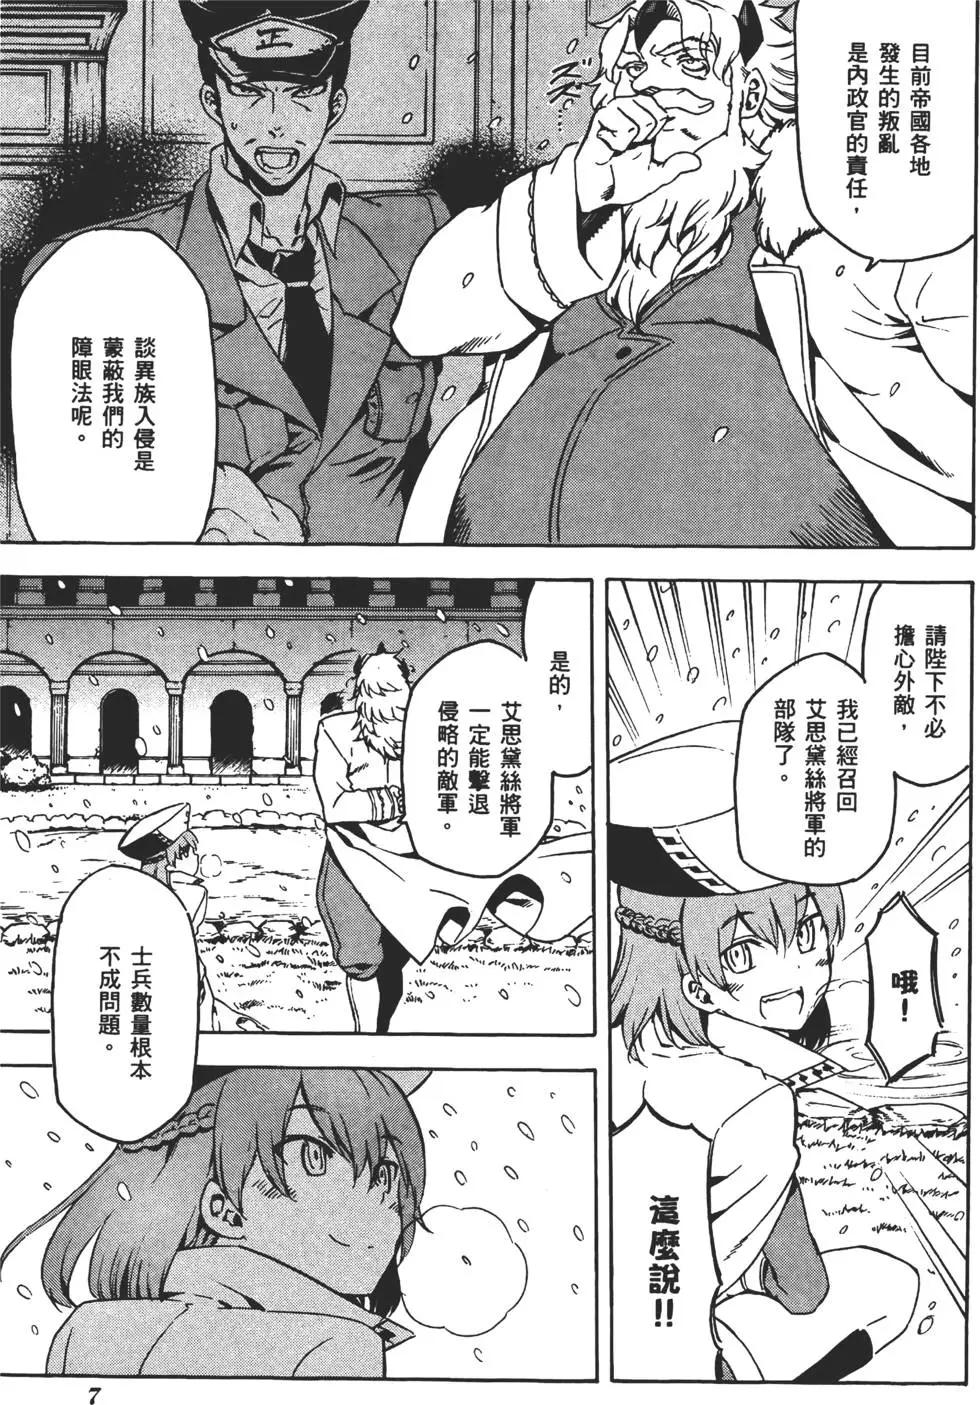 目前帝國各地
發生的叛亂
是內政官的責任，
正
談異族入侵是
蒙蔽我們的
障眼法呢。
請陛下不必
擔心外敵，
我已經召回
艾思黛絲將軍的
部隊了。
哦！
這麼說!!
是的，
艾思黛絲將軍
一定能擊退
侵略的敵軍。
士兵數量根本
不成問題。
7